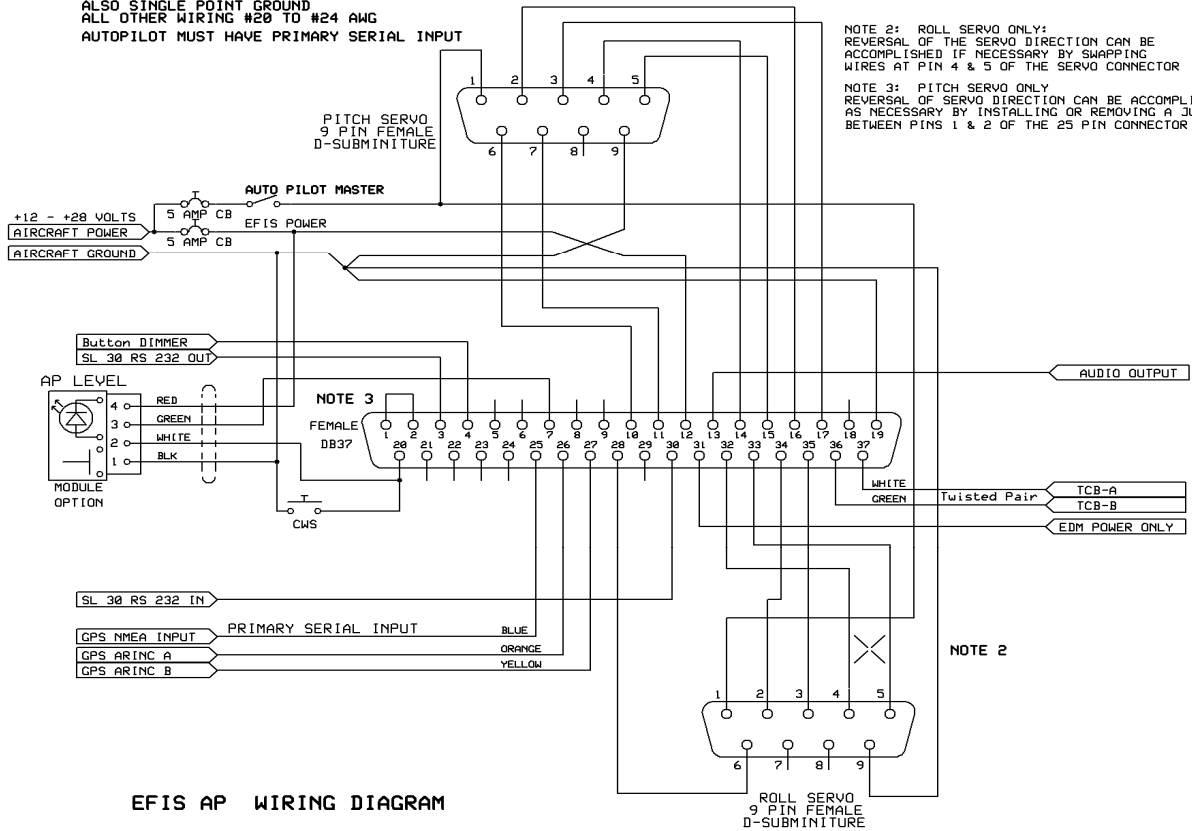 ALSO SINGLE POINT GROUND
ALL OTHER WIRING #20 TO #24 AWG
AUTOPILOT MUST HAVE PRIMARY SERIAL INPUT
NOTE 2: ROLL SERVO ONLY:
REVERSAL OF THE SERVO DIRECTION CAN BE
ACCOMPLISHED IF NECESSARY BY SWAPPING
WIRES AT PIN 4 & 5 OF THE SERVO CONNECTOR
NOTE 3: PITCH SERVO ONLY
REVERSAL OF SERVO DIRECTION CAN BE ACCOMPLI
AS NECESSARY BY INSTALLING OR REMOVING A JU
BETWEEN PINS 1 & 2 OF THE 25 PIN CONNECTOR
1 2 3 4 5
PITCH SERVO
9 PIN FEMALE
D-SUBMINITURE
6 7 8 9
AUTO PILOT MASTER
+12 - +28 VOLTS
5 AMP CB
EFIS POWER
AIRCRAFT POWER
5 AMP CB
AIRCRAFT GROUND
Button DIMMER
SL 30 RS 232 OUT
AUDIO OUTPUT
AP LEVEL
4 RED
3 GREEN
2 WHITE
1 BLK
MODULE
OPTION
NOTE 3
FEMALE
DB37
1 2 3 4 5 6 7 8 9 10 11 12 13 14 15 16 17 18 19
20 21 22 23 24 25 26 27 28 29 30 31 32 33 34 35 36 37
CWS
WHITE
GREEN
Twisted Pair
TCB-A
TCB-B
EDM POWER ONLY
SL 30 RS 232 IN
GPS NMEA INPUT
PRIMARY SERIAL INPUT
BLUE
GPS ARINC A
ORANGE
GPS ARINC B
YELLOW
NOTE 2
1 2 3 4 5
6 7 8 9
ROLL SERVO
9 PIN FEMALE
D-SUBMINITURE
EFIS AP WIRING DIAGRAM